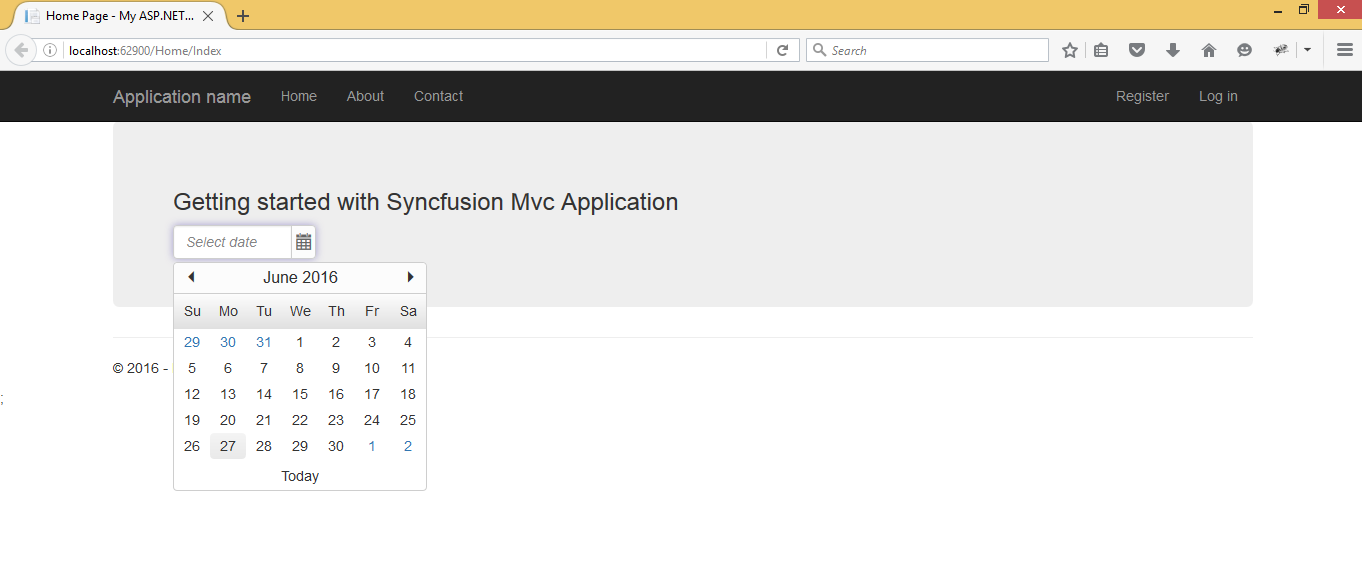 Home Page - My ASP.NET...
localhost:62900/Home/Index
Search
Application name Home About Contact Register Log in
Getting started with Syncfusion Mvc Application
Select date
June 2016
Su Mo Tu We Th Fr Sa
29 30 31 1 2 3 4
5 6 7 8 9 10 11
© 2016 -
12 13 14 15 16 17 18
;
19 20 21 22 23 24 25
26 27 28 29 30 1 2
Today